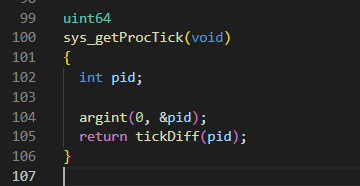 99 uint64
100 sys_getProcTick(void)
101 {
102 int pid;
103
104 argint(0, &pid);
105 return tickDiff(pid);
106 }
107